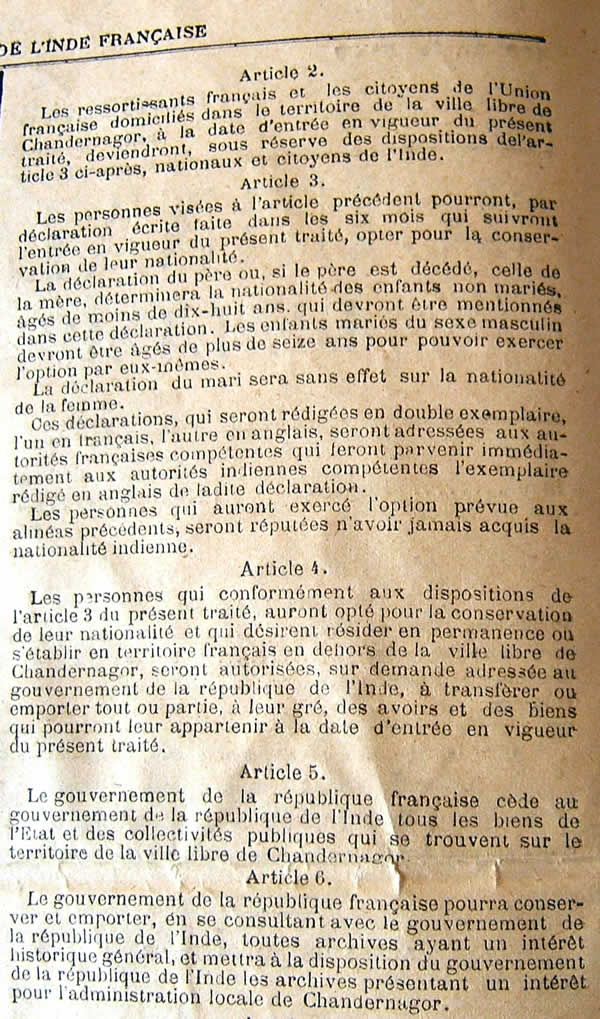 DE L'INDE FRANÇAISE
Article 2.
Les ressortissants français et les citoyens de l'Union
française domiciliés dans le territoire de la ville libre de
Chandernagor, à la date d'entrée en vigueur du présent
traité, deviendront, sous réserve des dispositions del'ar-
ticle 3 ci-après, nationaux et citoyens de l'Inde.
Article 3.
Les personnes visées à l'article précédent pourront, par
déclaration écrite faite dans les six mois qui suivront
l'entrée en vigueur du présent traité, opter pour la conser-
vation de leur nationalité.
La déclaration du père ou, si le père est décédé, celle de
la mère, déterminera la nationalité des enfants non mariés,
âgés de moins de dix-huit ans. qui devront être mentionnés
dans cette déclaration. Les enfants mariés du sexe masculin
devront être âgés de plus de seize ans pour pouvoir exercer
l'option par eux-mêmes.
La déclaration du mari sera sans effet sur la nationalité
de la femme.
Ces déclarations, qui seront rédigées en double exemplaire,
l'un en français, l'autre en anglais, seront adressées aux au-
torités françaises compétentes qui feront parvenir immédia-
tement aux autorités indiennes compétentes l'exemplaire
rédigé en anglais de ladite déclaration.
Les personnes qui auront exercé l'option prévue aux
alinéas précédents, seront réputées n'avoir jamais acquis la
nationalité indienne.
Article 4.
Les personnes qui conformément aux dispositions de
l'article 3 du présent traité, auront opté pour la conservation
de leur nationalité et qui désirent résider en permanence ou
s'établir en territoire français en dehors de la ville libre de
Chandernagor, seront autorisées, sur demande adressée au
gouvernement de la république de l'Inde, à transférer ou
emporter tout ou partie, à leur gré, des avoirs et des biens
qui pourront leur appartenir à la date d'entrée en vigueur
du présent traité.
Article 5.
Le gouvernement de la république française cède au
gouvernement de la république de l'Inde tous les biens de
l'Etat et des collectivités publiques qui se trouvent sur le
territoire de la ville libre de Chandernagor.
Article 6.
Le gouvernement de la république française pourra conser-
ver et emporter, en se consultant avec le gouvernement de
la république de l'Inde, toutes archives ayant un intérêt
historique général, et mettra à la disposition du gouvernement
de la république de l'Inde les archives présentant un intérêt
pour l'administration locale de Chandernagor.